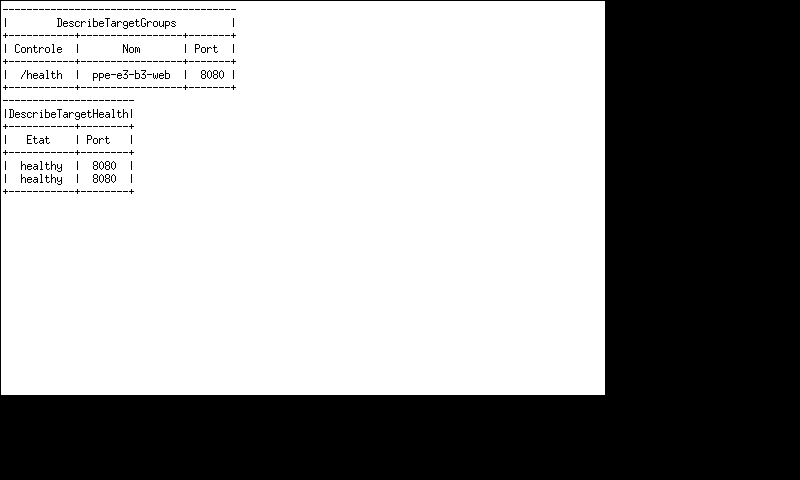 ---------------------------------------
|        DescribeTargetGroups         |
+-----------+-----------------+-------+
| Controle  |       Nom       | Port  |
+-----------+-----------------+-------+
|  /health  |  ppe-e3-b3-web  |  8080 |
+-----------+-----------------+-------+
----------------------
|DescribeTargetHealth|
+-----------+--------+
|   Etat    | Port   |
+-----------+--------+
|  healthy  |  8080  |
|  healthy  |  8080  |
+-----------+--------+